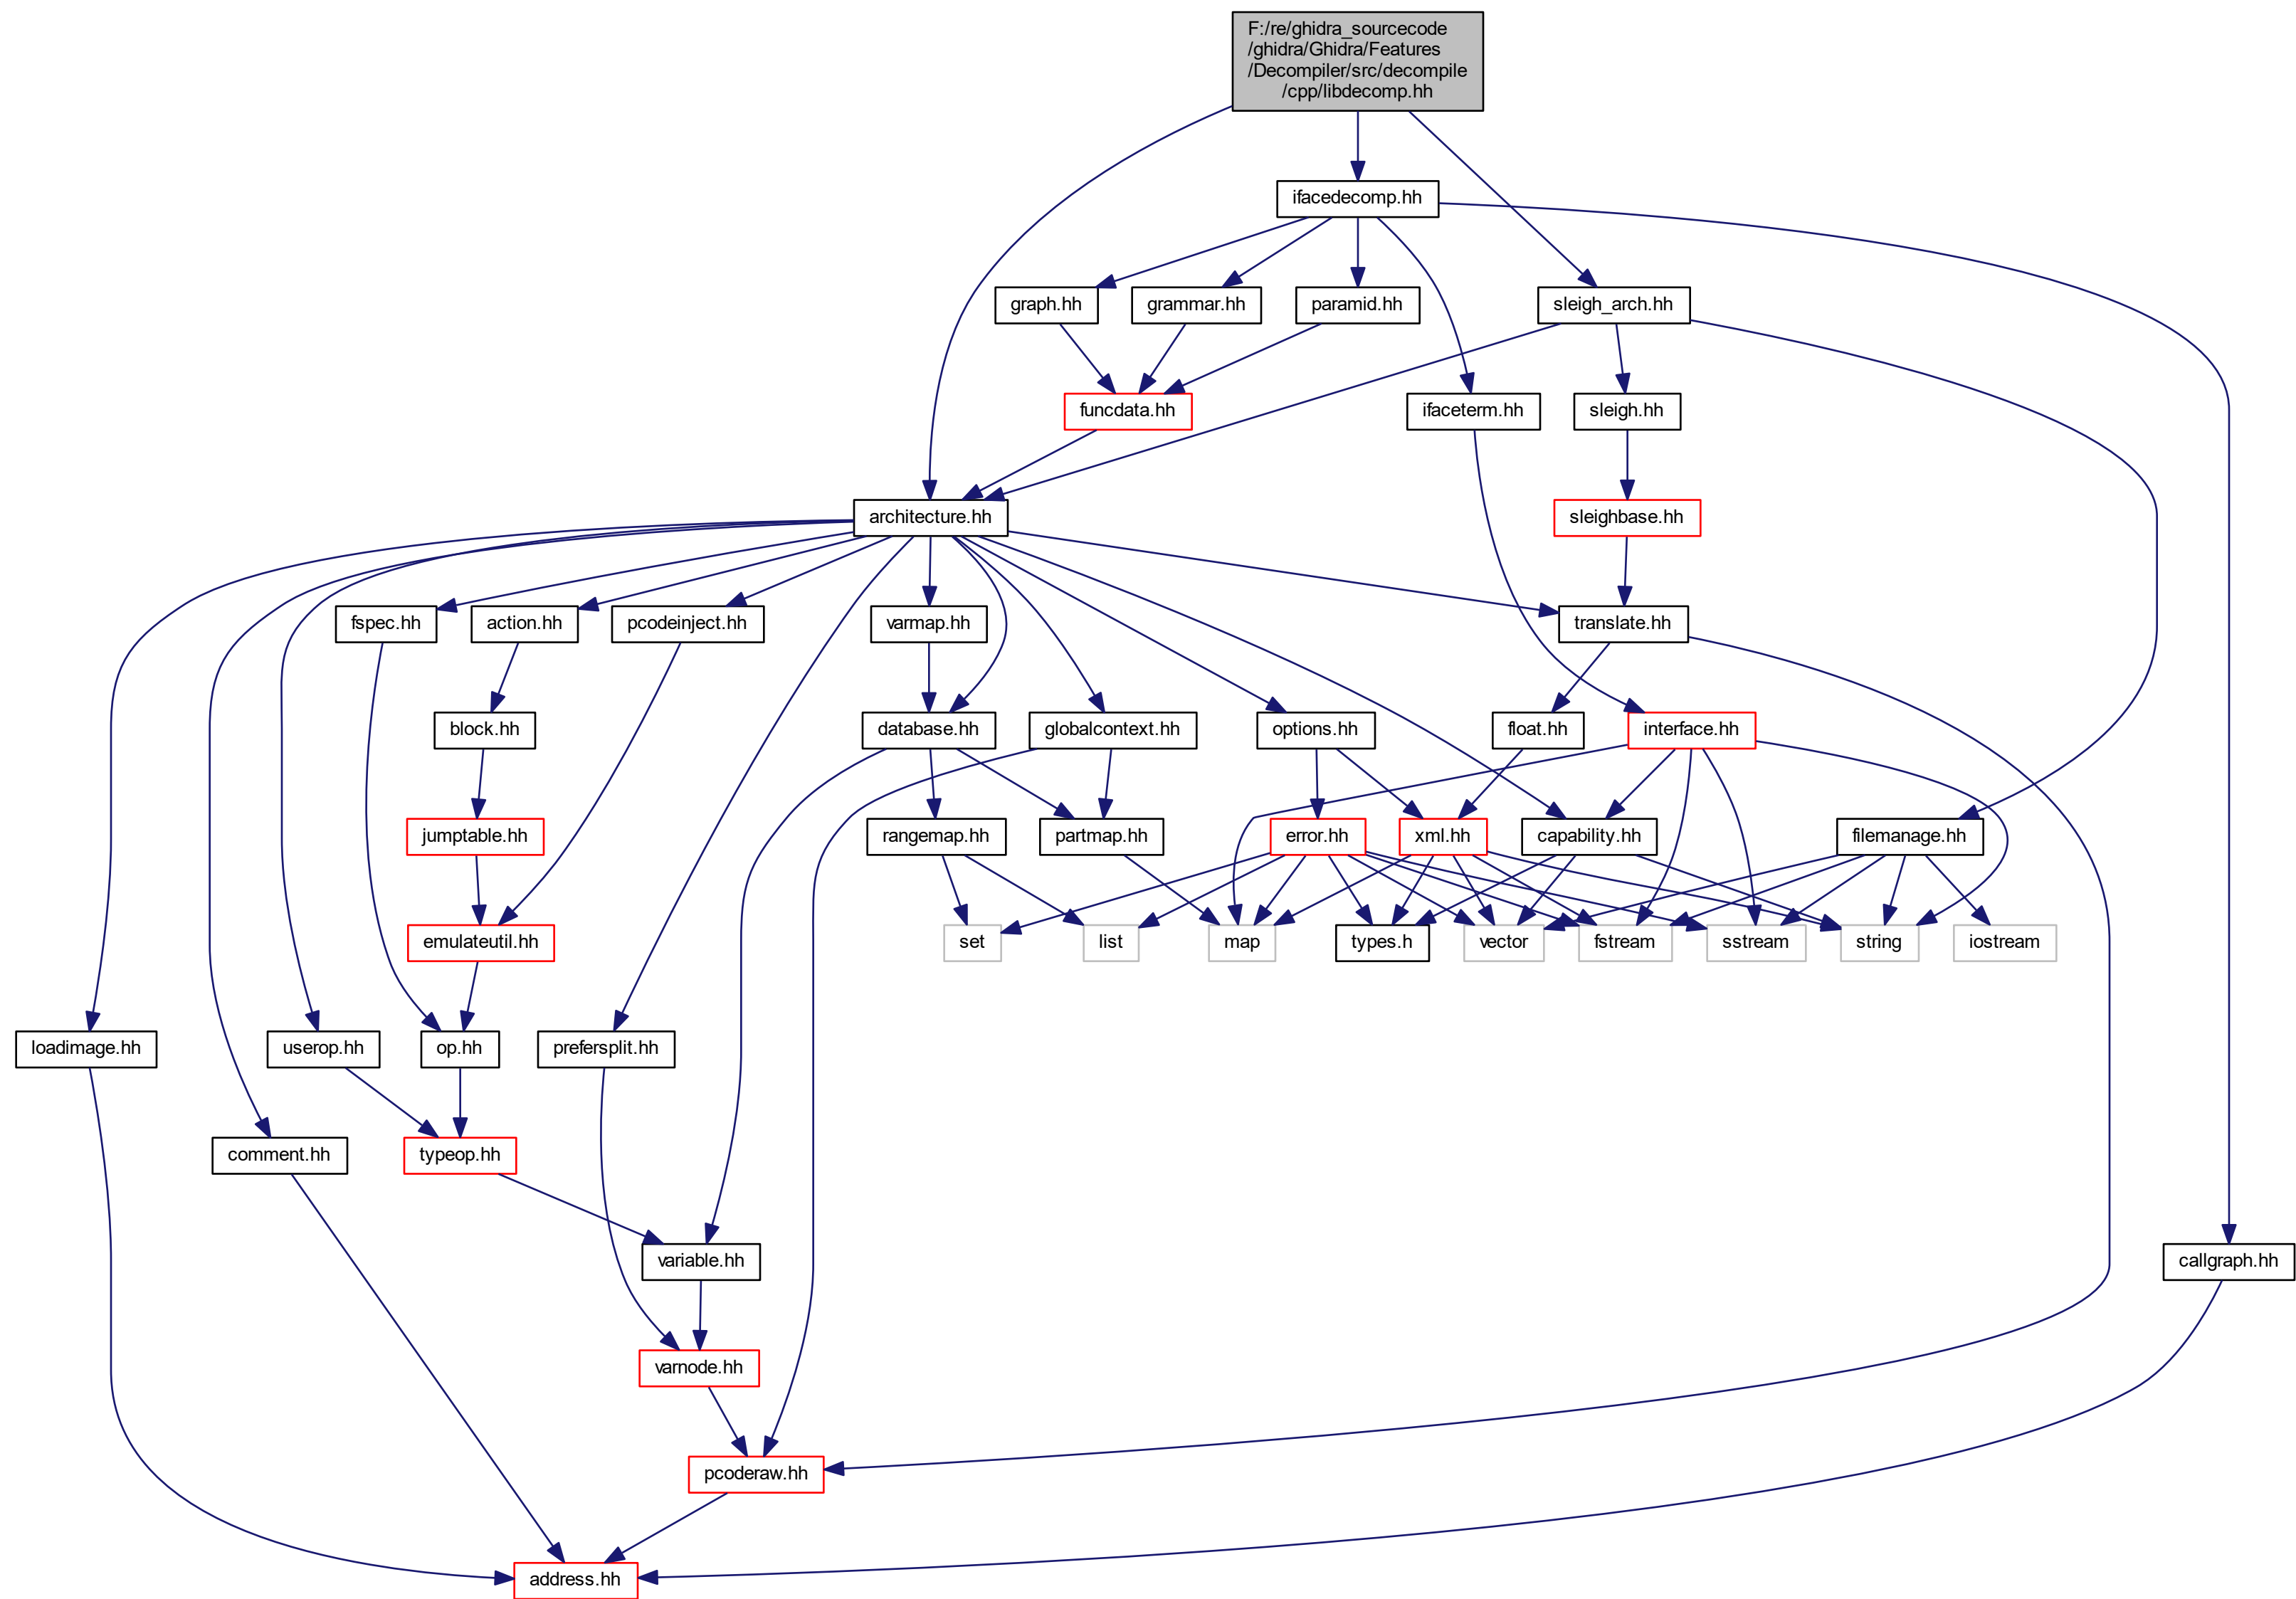 F:/re/ghidra_sourcecode
/ghidra/Ghidra/Features
/Decompiler/src/decompile
/cpp/libdecomp.hh
ifacedecomp.hh
graph.hh
grammar.hh
paramid.hh
sleigh_arch.hh
funcdata.hh
ifaceterm.hh
sleigh.hh
architecture.hh
sleighbase.hh
fspec.hh
action.hh
pcodeinject.hh
varmap.hh
translate.hh
block.hh
database.hh
globalcontext.hh
options.hh
float.hh
interface.hh
jumptable.hh
rangemap.hh
partmap.hh
error.hh
xml.hh
capability.hh
filemanage.hh
emulateutil.hh
set
list
map
types.h
vector
fstream
sstream
string
iostream
loadimage.hh
userop.hh
op.hh
prefersplit.hh
comment.hh
typeop.hh
variable.hh
callgraph.hh
varnode.hh
pcoderaw.hh
address.hh